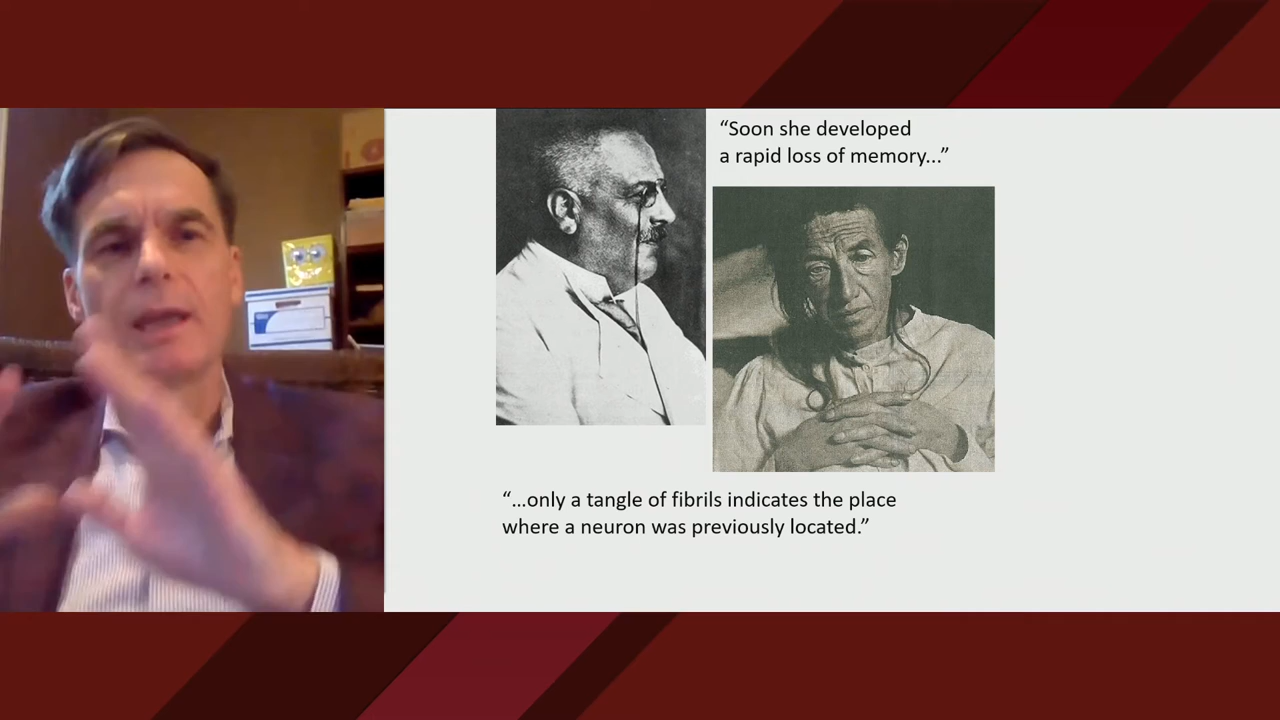 “Soon she developed
a rapid loss of memory...”
“...only a tangle of fibrils indicates the place
where a neuron was previously located.”